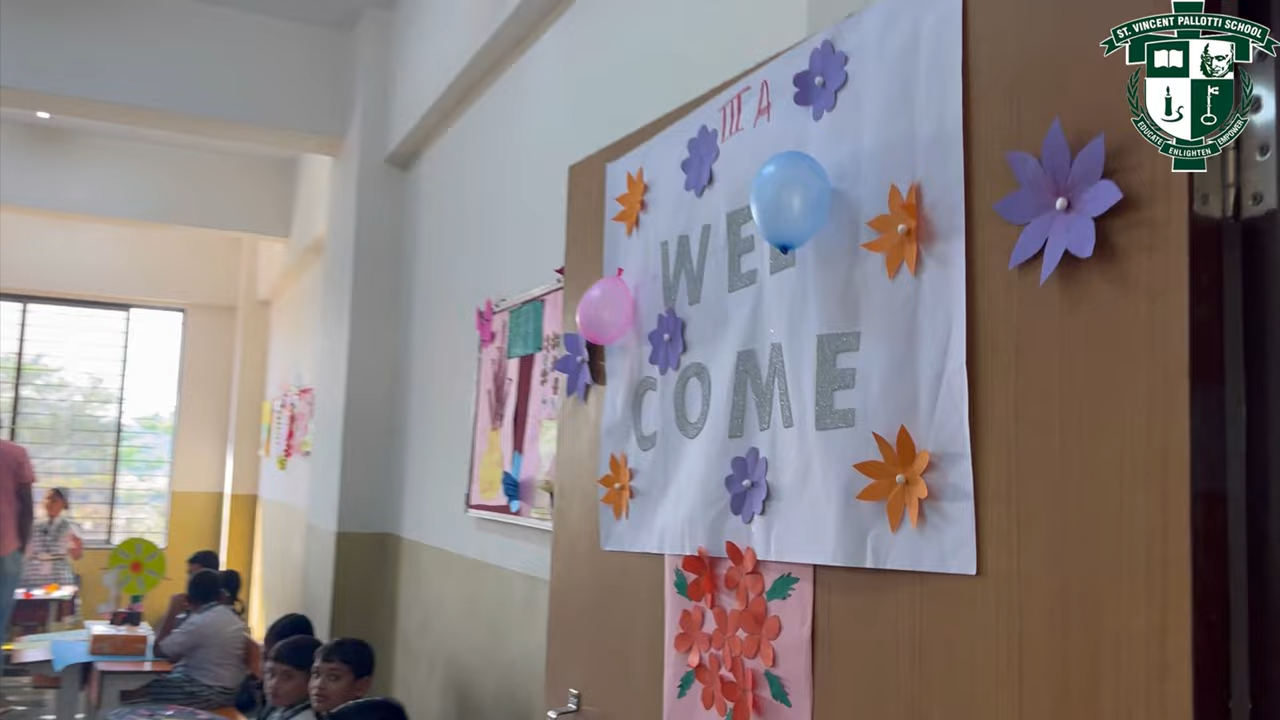 ST. VINCENT PALLOTTI SCHOOL
EDUCATE ENLIGHTEN EMPOWER
III A
WEL
COME